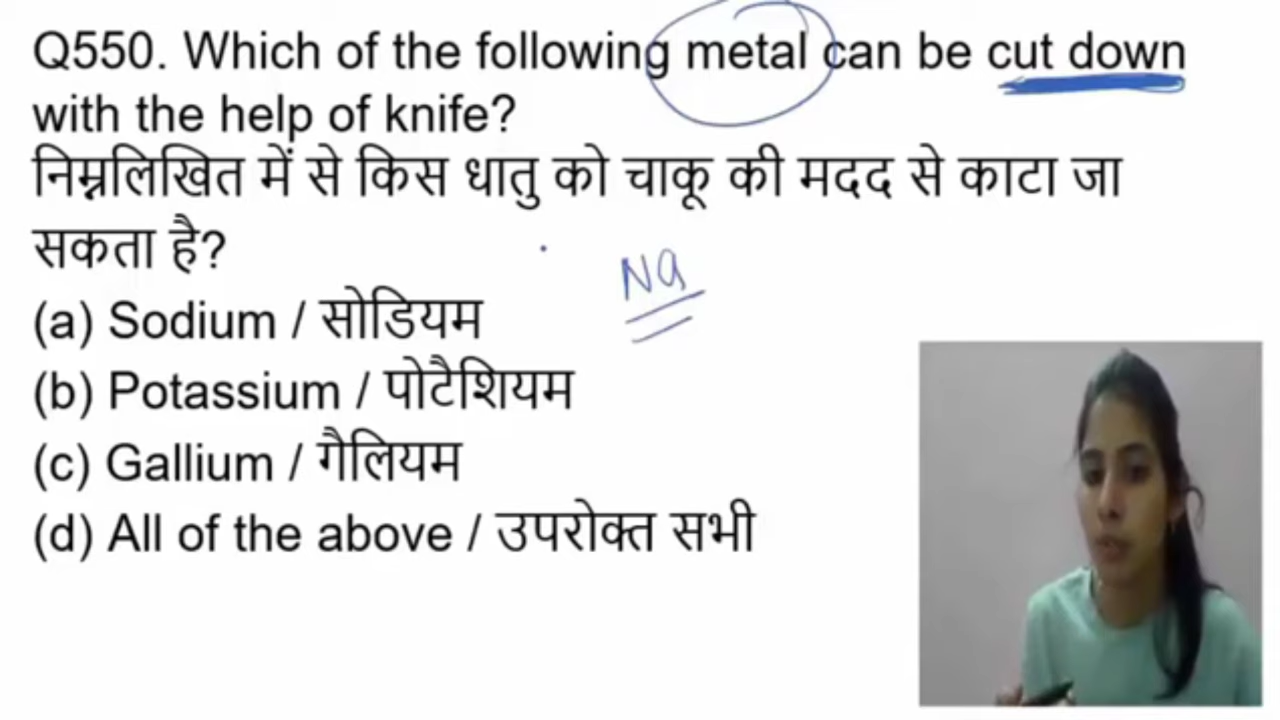 Q550. Which of the following metal can be cut down
with the help of knife?
निम्नलिखित में से किस धातु को चाकू की मदद से काटा जा
सकता है?
Na
(a) Sodium / सोडियम
(b) Potassium / पोटैशियम
(c) Gallium / गैलियम
(d) All of the above / उपरोक्त सभी